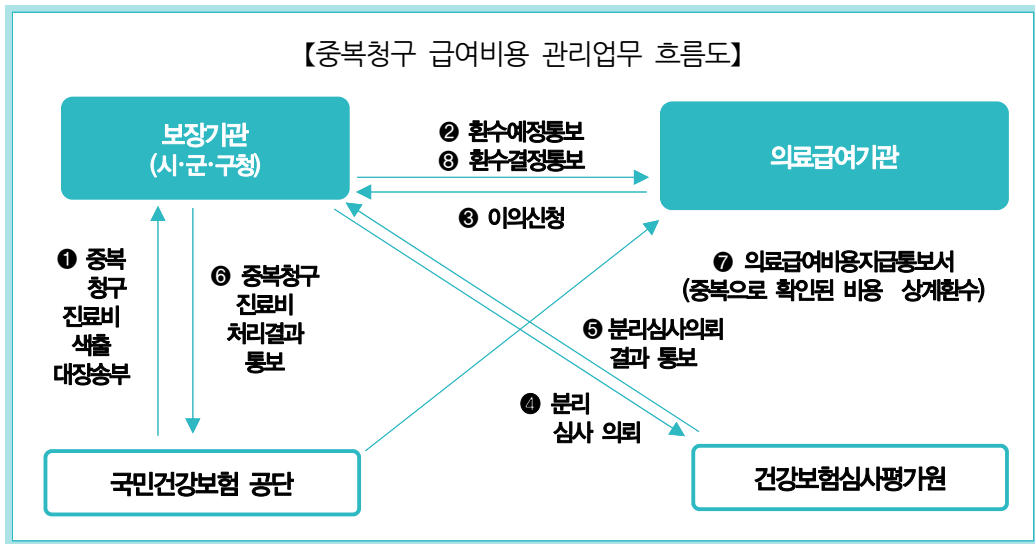 【중복청구 급여비용 관리업무 흐름도】
보장기관
(시·군·구청)
❷ 환수예정통보
❽ 환수결정통보
의료급여기관
❸ 이의신청
❶ 중복
청구
진료비
색출
대장송부
❻ 중복청구
진료비
처리결과
통보
❼ 의료급여비용지급통보서
(중복으로 확인된 비용 상계환수)
❺ 분리심사의뢰
결과 통보
❹ 분리
심사 의뢰
국민건강보험 공단
건강보험심사평가원